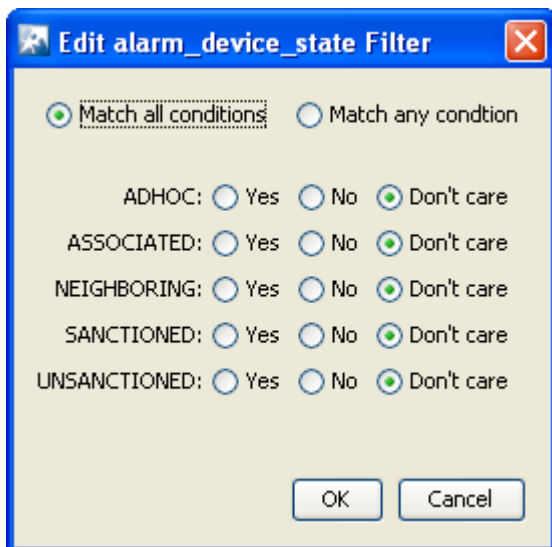 Edit alarm_device_state Filter
Match all conditions Match any condtion
ADHOC: Yes No Don't care
ASSOCIATED: Yes No Don't care
NEIGHBORING: Yes No Don't care
SANCTIONED: Yes No Don't care
UNSANCTIONED: Yes No Don't care
OK Cancel